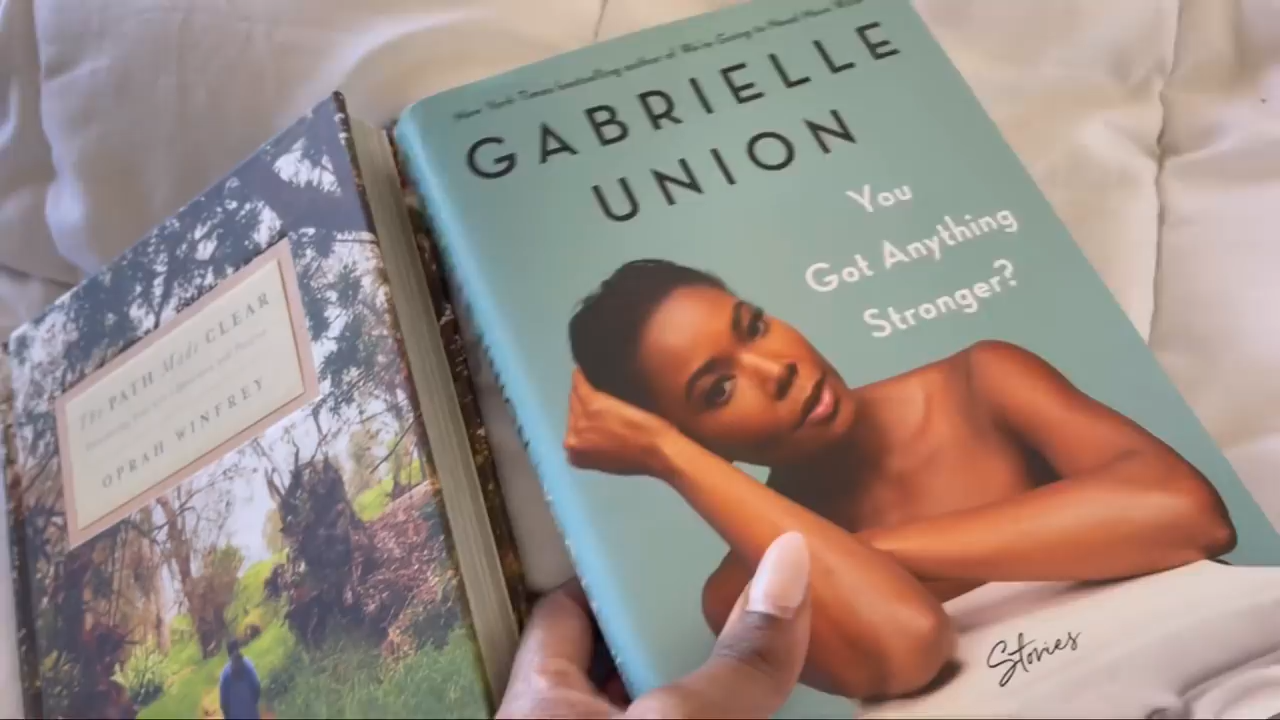 The PATH Made CLEAR
OPRAH WINFREY
New York Times bestselling author of We're Going to Need More Wine
GABRIELLE
UNION
You
Got Anything
Stronger?
Stories